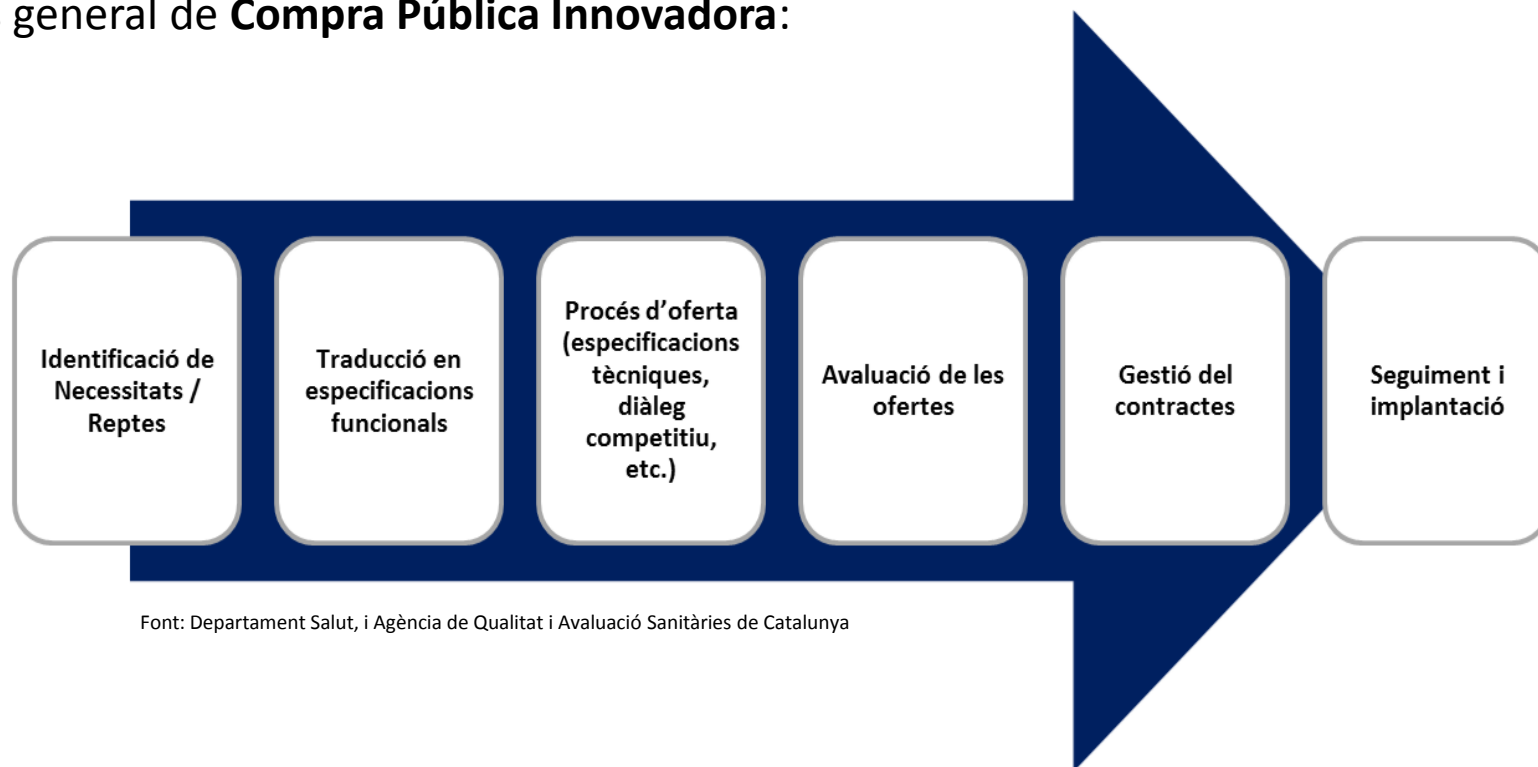 general de Compra Pública Innovadora:
Identificació de
Necessitats /
Reptes
Traducció en
especificacions
funcionals
Procés d'oferta
(especificacions
tècniques,
diàleg
competitiu,
etc.)
Avaluació de les
ofertes
Gestió del
contractes
Seguiment i
implantació
Font: Departament Salut, i Agència de Qualitat i Avaluació Sanitàries de Catalunya